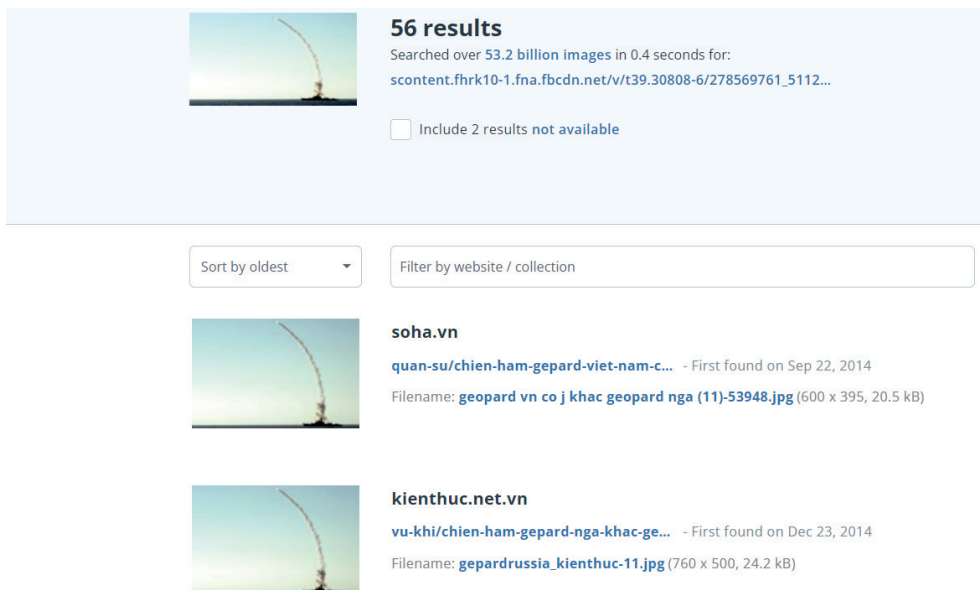 56 results
Searched over 53.2 billion images in 0.4 seconds for:
scontent.fhrk10-1.fna.fbcdn.net/v/t39.30808-6/278569761_5112...
Include 2 results not available
Sort by oldest
Filter by website / collection
soha.vn
quan-su/chien-ham-gepard-viet-nam-c... - First found on Sep 22, 2014
Filename: geopard vn co j khac geopard nga (11)-53948.jpg (600 x 395, 20.5 kB)
kienthuc.net.vn
vu-khi/chien-ham-gepard-nga-khac-ge... - First found on Dec 23, 2014
Filename: gepardrussia_kienthuc-11.jpg (760 x 500, 24.2 kB)